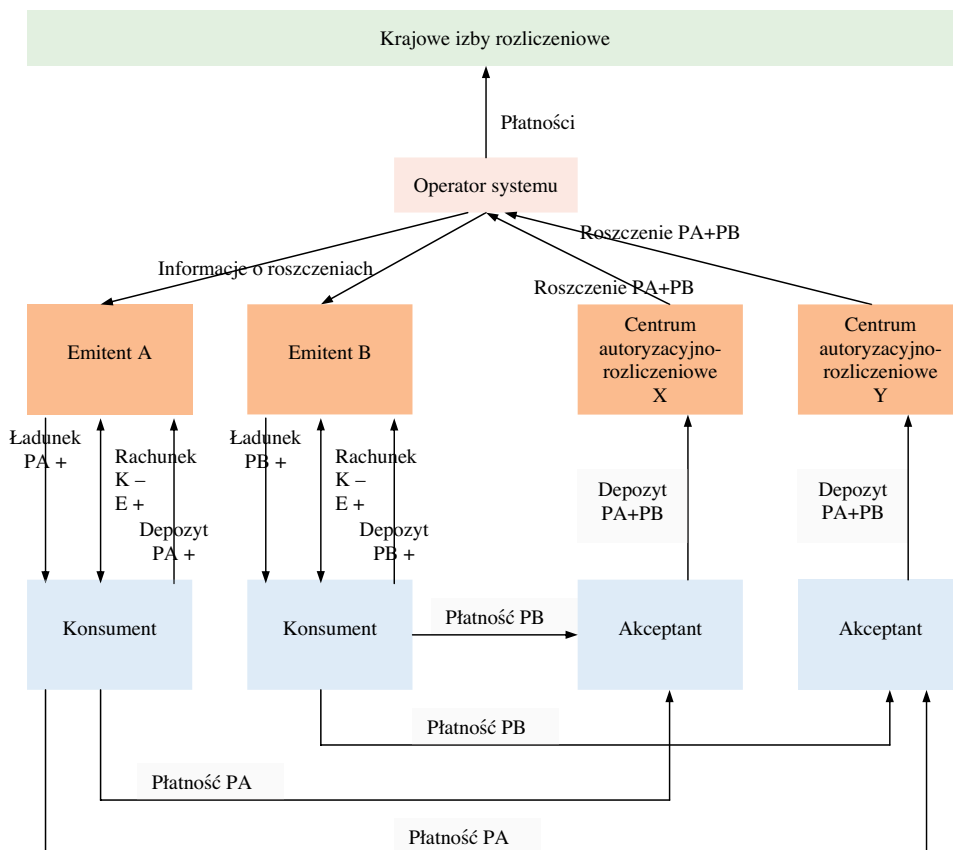 Krajowe izby rozliczeniowe
Płatności
Operator systemu
Roszczenie PA+PB
Informacje o roszczeniach
Roszczenie PA+PB
Emitent A
Emitent B
Centrum
autoryzacyjno-
rozliczeniowe
X
Centrum
autoryzacyjno-
rozliczeniowe
Y
Ładunek
PA +
Rachunek
K –
E +
Depozyt
PA +
Ładunek
PB +
Rachunek
K –
E +
Depozyt
PB +
Depozyt
PA+PB
Depozyt
PA+PB
Konsument
Konsument
Płatność PB
Akceptant
Akceptant
Płatność PB
Płatność PA
Płatność PA